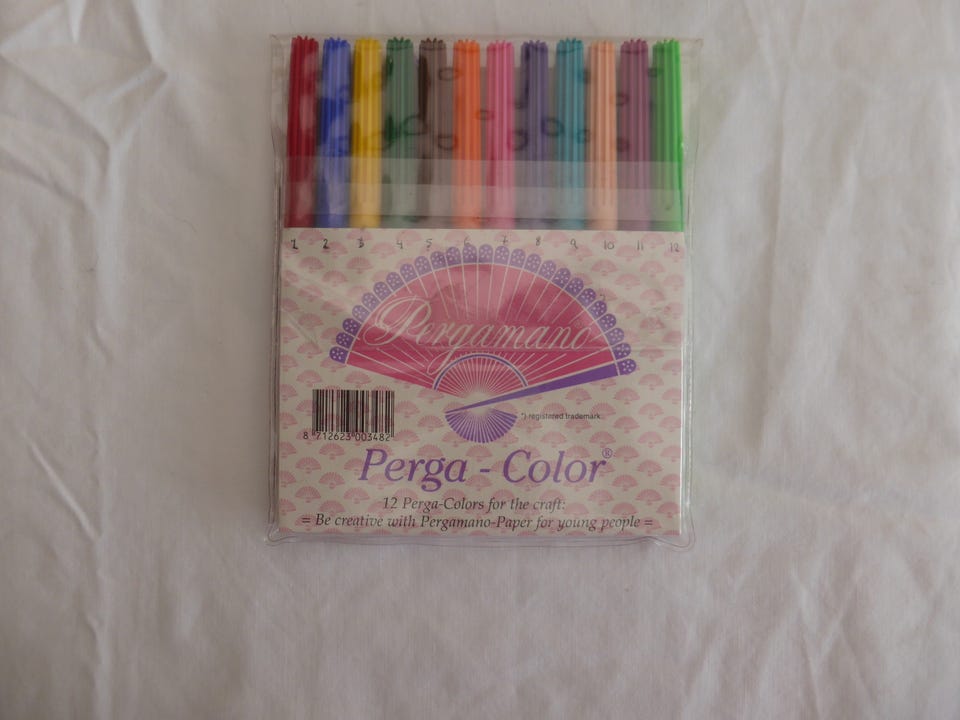 1 2 3 4 5 6 7 8 9 10 11 12
Pergamano
*) registered trademark
8 712623 003482
Perga - Color®
12 Perga-Colors for the craft:
= Be creative with Pergamano-Paper for young people =